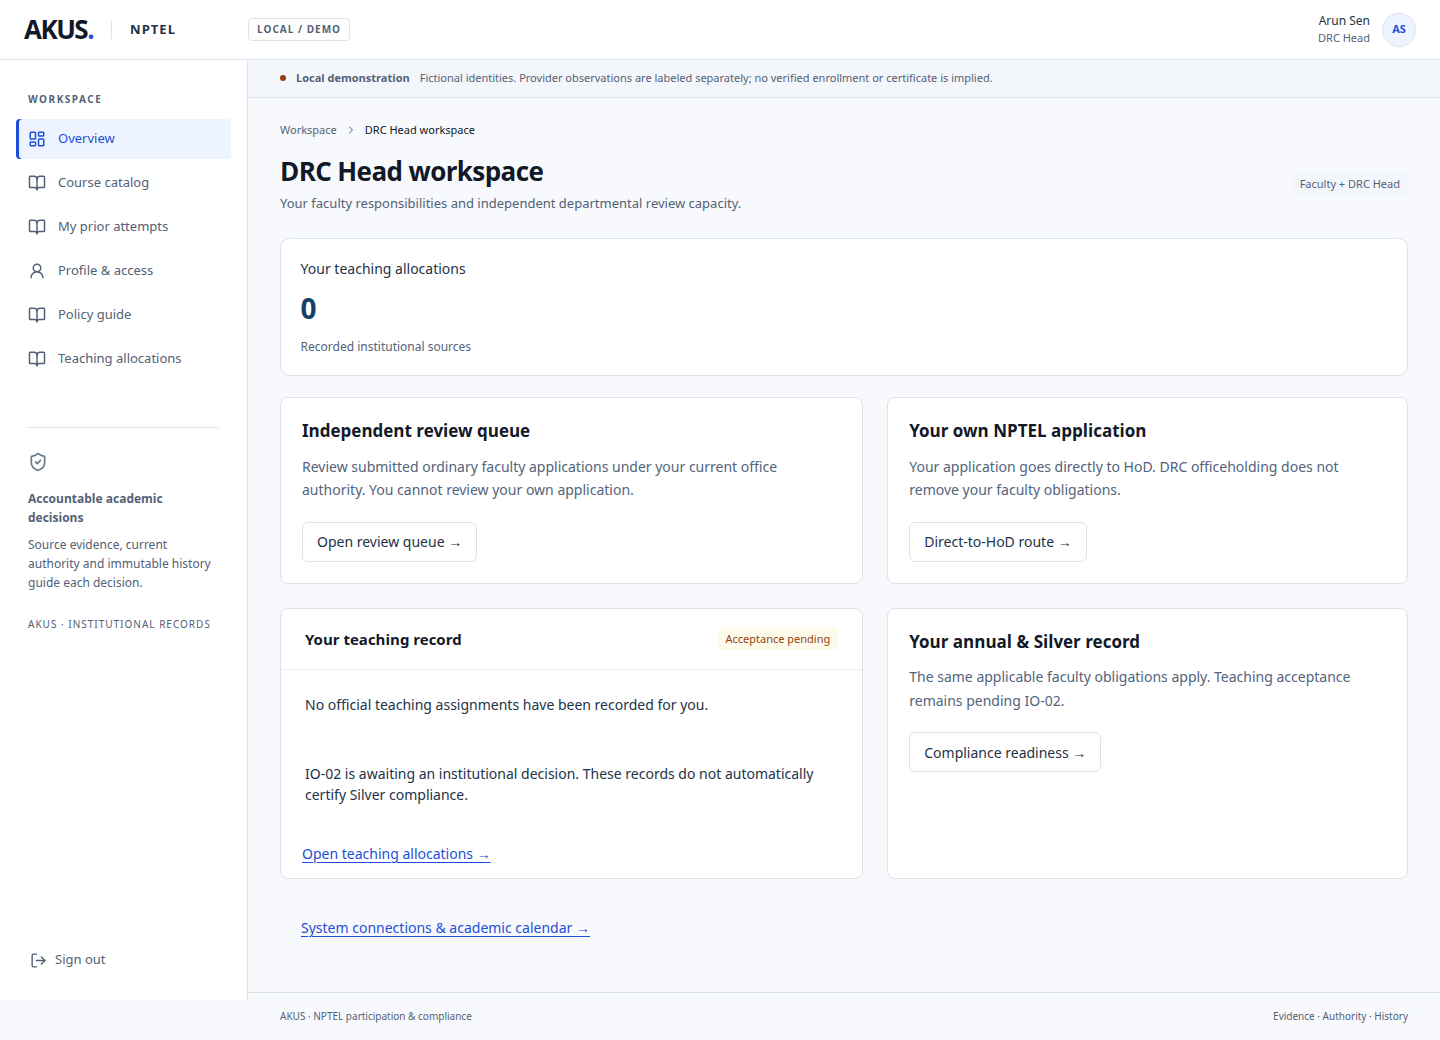 AKUS. NPTEL LOCAL / DEMO
Arun Sen
DRC Head
AS
WORKSPACE
Overview
Course catalog
My prior attempts
Profile & access
Policy guide
Teaching allocations
Accountable academic
decisions
Source evidence, current
authority and immutable history
guide each decision.
AKUS · INSTITUTIONAL RECORDS
Sign out
Local demonstration Fictional identities. Provider observations are labeled separately; no verified enrollment or certificate is implied.
Workspace > DRC Head workspace
DRC Head workspace
Your faculty responsibilities and independent departmental review capacity.
Faculty + DRC Head
Your teaching allocations
0
Recorded institutional sources
Independent review queue
Review submitted ordinary faculty applications under your current office
authority. You cannot review your own application.
Open review queue →
Your own NPTEL application
Your application goes directly to HoD. DRC officeholding does not
remove your faculty obligations.
Direct-to-HoD route →
Your teaching record
Acceptance pending
No official teaching assignments have been recorded for you.
IO-02 is awaiting an institutional decision. These records do not automatically
certify Silver compliance.
Open teaching allocations →
Your annual & Silver record
The same applicable faculty obligations apply. Teaching acceptance
remains pending IO-02.
Compliance readiness →
System connections & academic calendar →
AKUS · NPTEL participation & compliance
Evidence · Authority · History